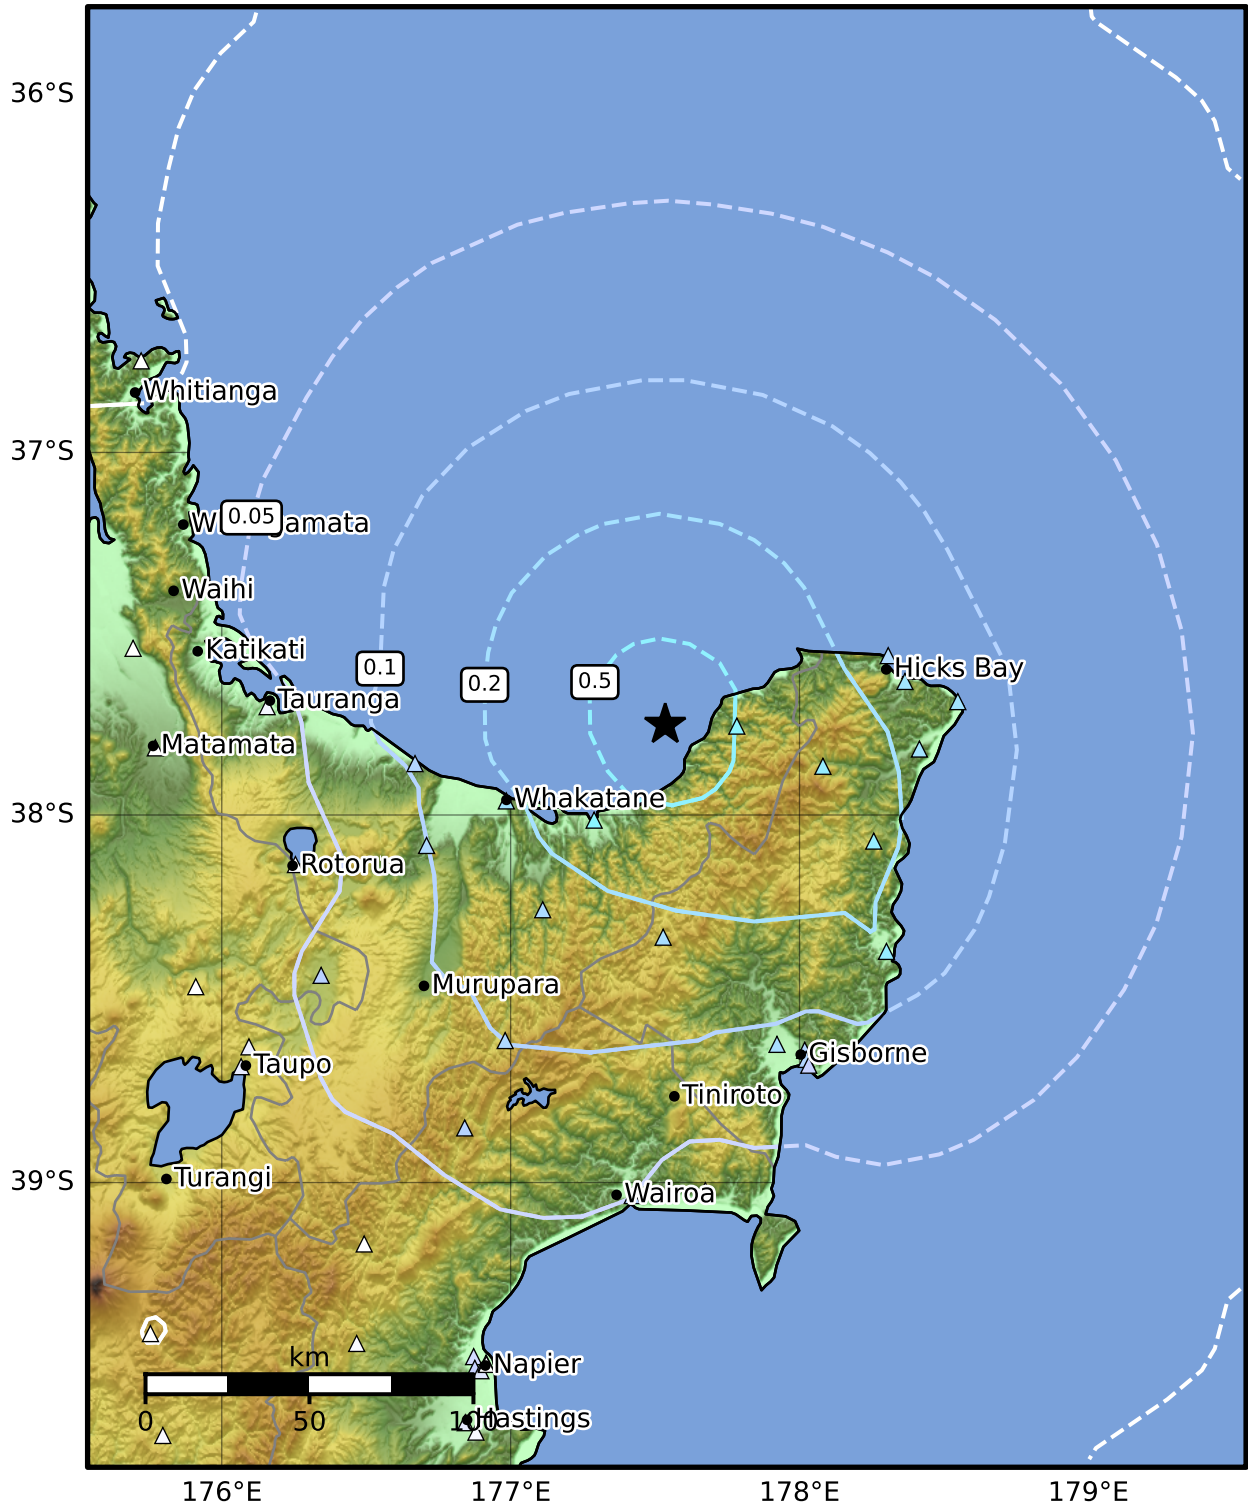 36°S
Whitianga
37°S
0.05
Waihi
Katikati
0.1
Hicks Bay
0.2
0.5
Tauranga
Matamata
Whakatane
38°S
Rotorua
Murupara
Gisborne
Taupo
Tiniroto
39°S
Turangi
Wairoa
km
Napier
0
50
100
Hastings
176°E
177°E
178°E
179°E